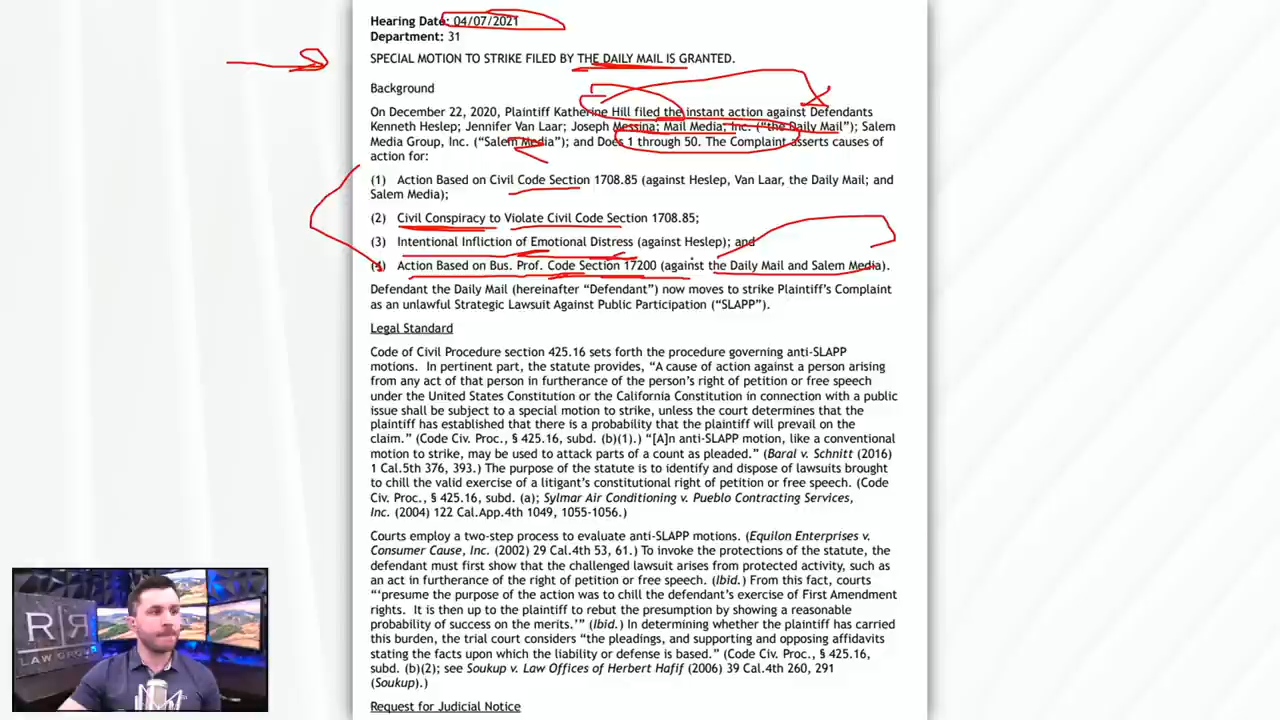 Hearing Date: 04/07/2021
Department: 31
SPECIAL MOTION TO STRIKE FILED BY THE DAILY MAIL IS GRANTED.
Background
On December 22, 2020, Plaintiff Katherine Hill filed the instant action against Defendants
Kenneth Heslep; Jennifer Van Laar; Joseph Messina; Mail Media, Inc. (“the Daily Mail”); Salem
Media Group, Inc. (“Salem Media”); and Does 1 through 50. The Complaint asserts causes of
action for:
(1) Action Based on Civil Code Section 1708.85 (against Heslep, Van Laar, the Daily Mail; and
Salem Media);
(2) Civil Conspiracy to Violate Civil Code Section 1708.85;
(3) Intentional Infliction of Emotional Distress (against Heslep); and
(4) Action Based on Bus. Prof. Code Section 17200 (against the Daily Mail and Salem Media).
Defendant the Daily Mail (hereinafter “Defendant”) now moves to strike Plaintiff’s Complaint
as an unlawful Strategic Lawsuit Against Public Participation (“SLAPP”).
Legal Standard
Code of Civil Procedure section 425.16 sets forth the procedure governing anti-SLAPP
motions. In pertinent part, the statute provides, “A cause of action against a person arising
from any act of that person in furtherance of the person’s right of petition or free speech
under the United States Constitution or the California Constitution in connection with a public
issue shall be subject to a special motion to strike, unless the court determines that the
plaintiff has established that there is a probability that the plaintiff will prevail on the
claim.” (Code Civ. Proc., § 425.16, subd. (b)(1).) “[A]n anti-SLAPP motion, like a conventional
motion to strike, may be used to attack parts of a count as pleaded.” (Baral v. Schnitt (2016)
1 Cal.5th 376, 393.) The purpose of the statute is to identify and dispose of lawsuits brought
to chill the valid exercise of a litigant’s constitutional right of petition or free speech. (Code
Civ. Proc., § 425.16, subd. (a); Sylmar Air Conditioning v. Pueblo Contracting Services,
Inc. (2004) 122 Cal.App.4th 1049, 1055-1056.)
Courts employ a two-step process to evaluate anti-SLAPP motions. (Equilon Enterprises v.
Consumer Cause, Inc. (2002) 29 Cal.4th 53, 61.) To invoke the protections of the statute, the
defendant must first show that the challenged lawsuit arises from protected activity, such as
an act in furtherance of the right of petition or free speech. (Ibid.) From this fact, courts
“‘presume the purpose of the action was to chill the defendant’s exercise of First Amendment
rights. It is then up to the plaintiff to rebut the presumption by showing a reasonable
probability of success on the merits.’” (Ibid.) In determining whether the plaintiff has carried
this burden, the trial court considers “the pleadings, and supporting and opposing affidavits
stating the facts upon which the liability or defense is based.” (Code Civ. Proc., § 425.16,
subd. (b)(2); see Soukup v. Law Offices of Herbert Hafif (2006) 39 Cal.4th 260, 291
(Soukup).)
Request for Judicial Notice
R|R
LAW GROUP